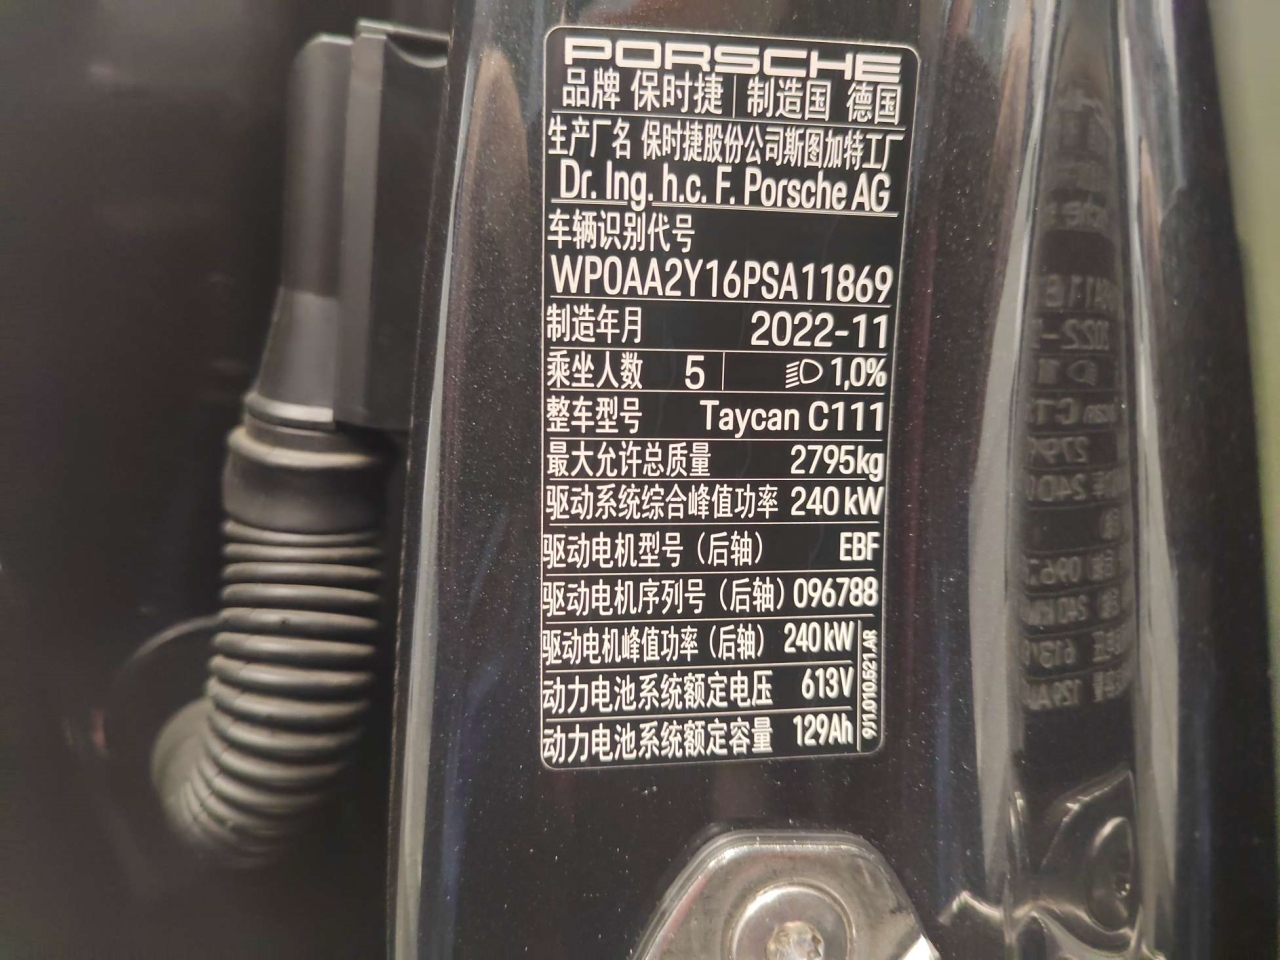 PORSCHE
品牌 保时捷 制造国 德国
生产厂名 保时捷股份公司斯图加特工厂
Dr. Ing. h.c. F. Porsche AG
车辆识别代号
WP0AA2Y16PSA11869
制造年月 2022-11
乘坐人数 5 1,0%
整车型号 Taycan C111
最大允许总质量 2795kg
驱动系统综合峰值功率 240 kW
驱动电机型号（后轴） EBF
驱动电机序列号（后轴） 096788
驱动电机峰值功率（后轴） 240 kW
动力电池系统额定电压 613V
动力电池系统额定容量 129Ah
9J1.010.521.AR